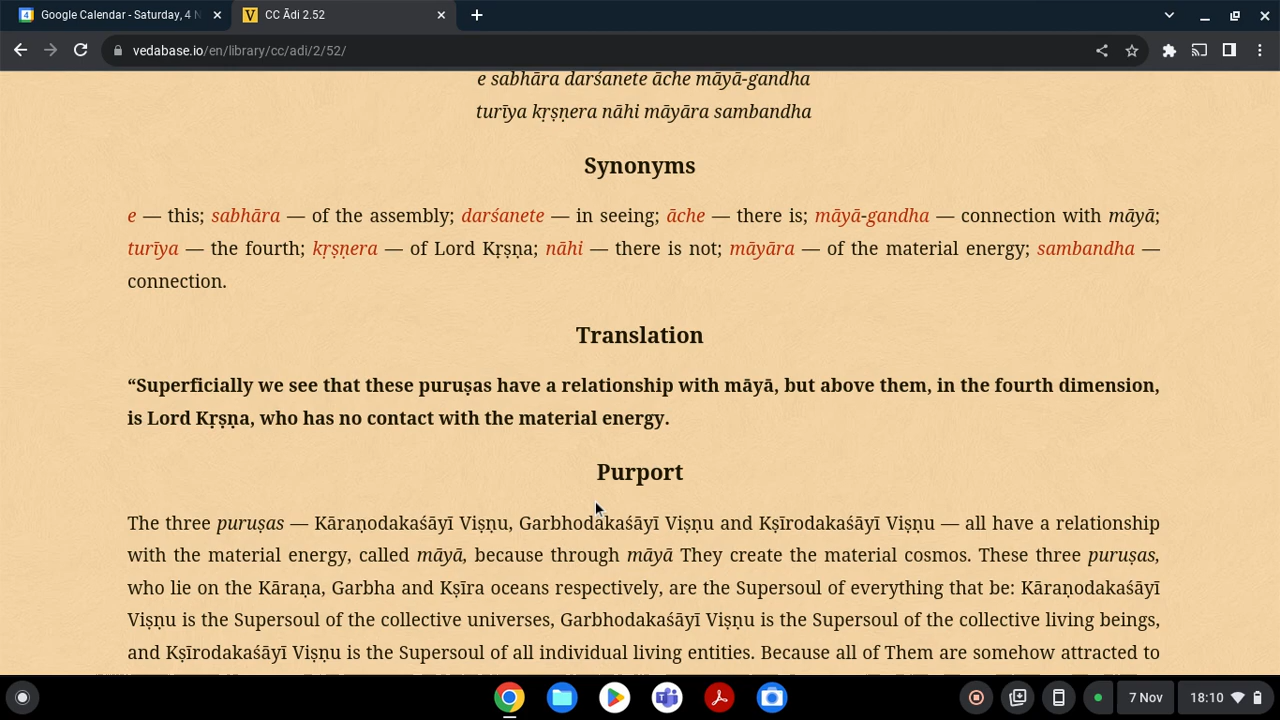 Google Calendar - Saturday, 4 N
CC Ādi 2.52
vedabase.io/en/library/cc/adi/2/52/
e sabhāra darśanete āche māyā-gandha
turīya kṛṣṇera nāhi māyāra sambandha
Synonyms
e — this; sabhāra — of the assembly; darśanete — in seeing; āche — there is; māyā-gandha — connection with māyā;
turīya — the fourth; kṛṣṇera — of Lord Kṛṣṇa; nāhi — there is not; māyāra — of the material energy; sambandha —
connection.
Translation
“Superficially we see that these puruṣas have a relationship with māyā, but above them, in the fourth dimension,
is Lord Kṛṣṇa, who has no contact with the material energy.
Purport
The three puruṣas — Kāraṇodakaśāyī Viṣṇu, Garbhodakaśāyī Viṣṇu and Kṣīrodakaśāyī Viṣṇu — all have a relationship
with the material energy, called māyā, because through māyā They create the material cosmos. These three puruṣas,
who lie on the Kāraṇa, Garbha and Kṣīra oceans respectively, are the Supersoul of everything that be: Kāraṇodakaśāyī
Viṣṇu is the Supersoul of the collective universes, Garbhodakaśāyī Viṣṇu is the Supersoul of the collective living beings,
and Kṣīrodakaśāyī Viṣṇu is the Supersoul of all individual living entities. Because all of Them are somehow attracted to
7 Nov
18:10